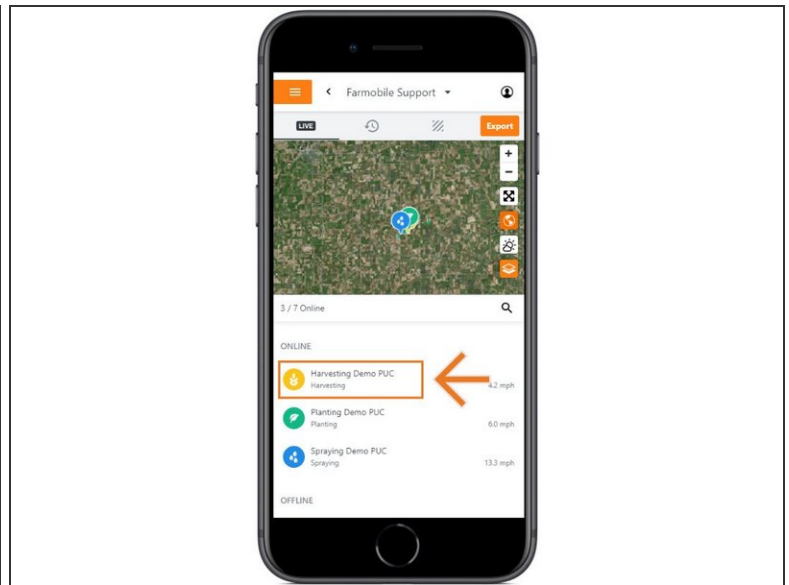 Farmobile Support
LIVE
Export
3 / 7 Online
ONLINE
Harvesting Demo PUC
Harvesting
4.2 mph
Planting Demo PUC
Planting
6.0 mph
Spraying Demo PUC
Spraying
13.3 mph
OFFLINE